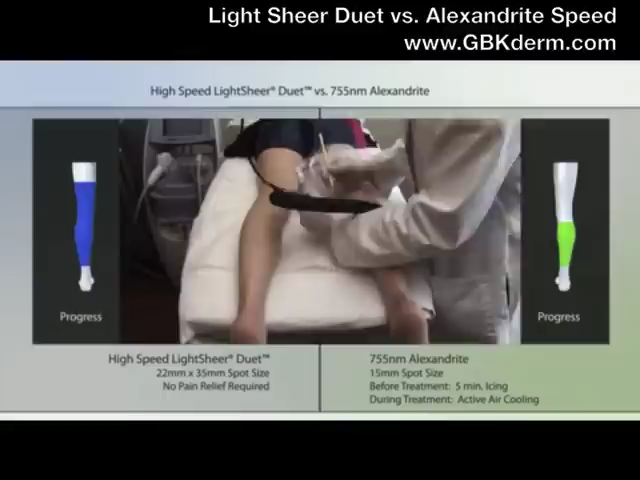 Light Sheer Duet vs. Alexandrite Speed
www.GBKderm.com
High Speed LightSheer® Duet™ vs. 755nm Alexandrite
Progress
Progress
High Speed LightSheer® Duet™
22mm x 35mm Spot Size
No Pain Relief Required
755nm Alexandrite
15mm Spot Size
Before Treatment: 5 min. Icing
During Treatment: Active Air Cooling